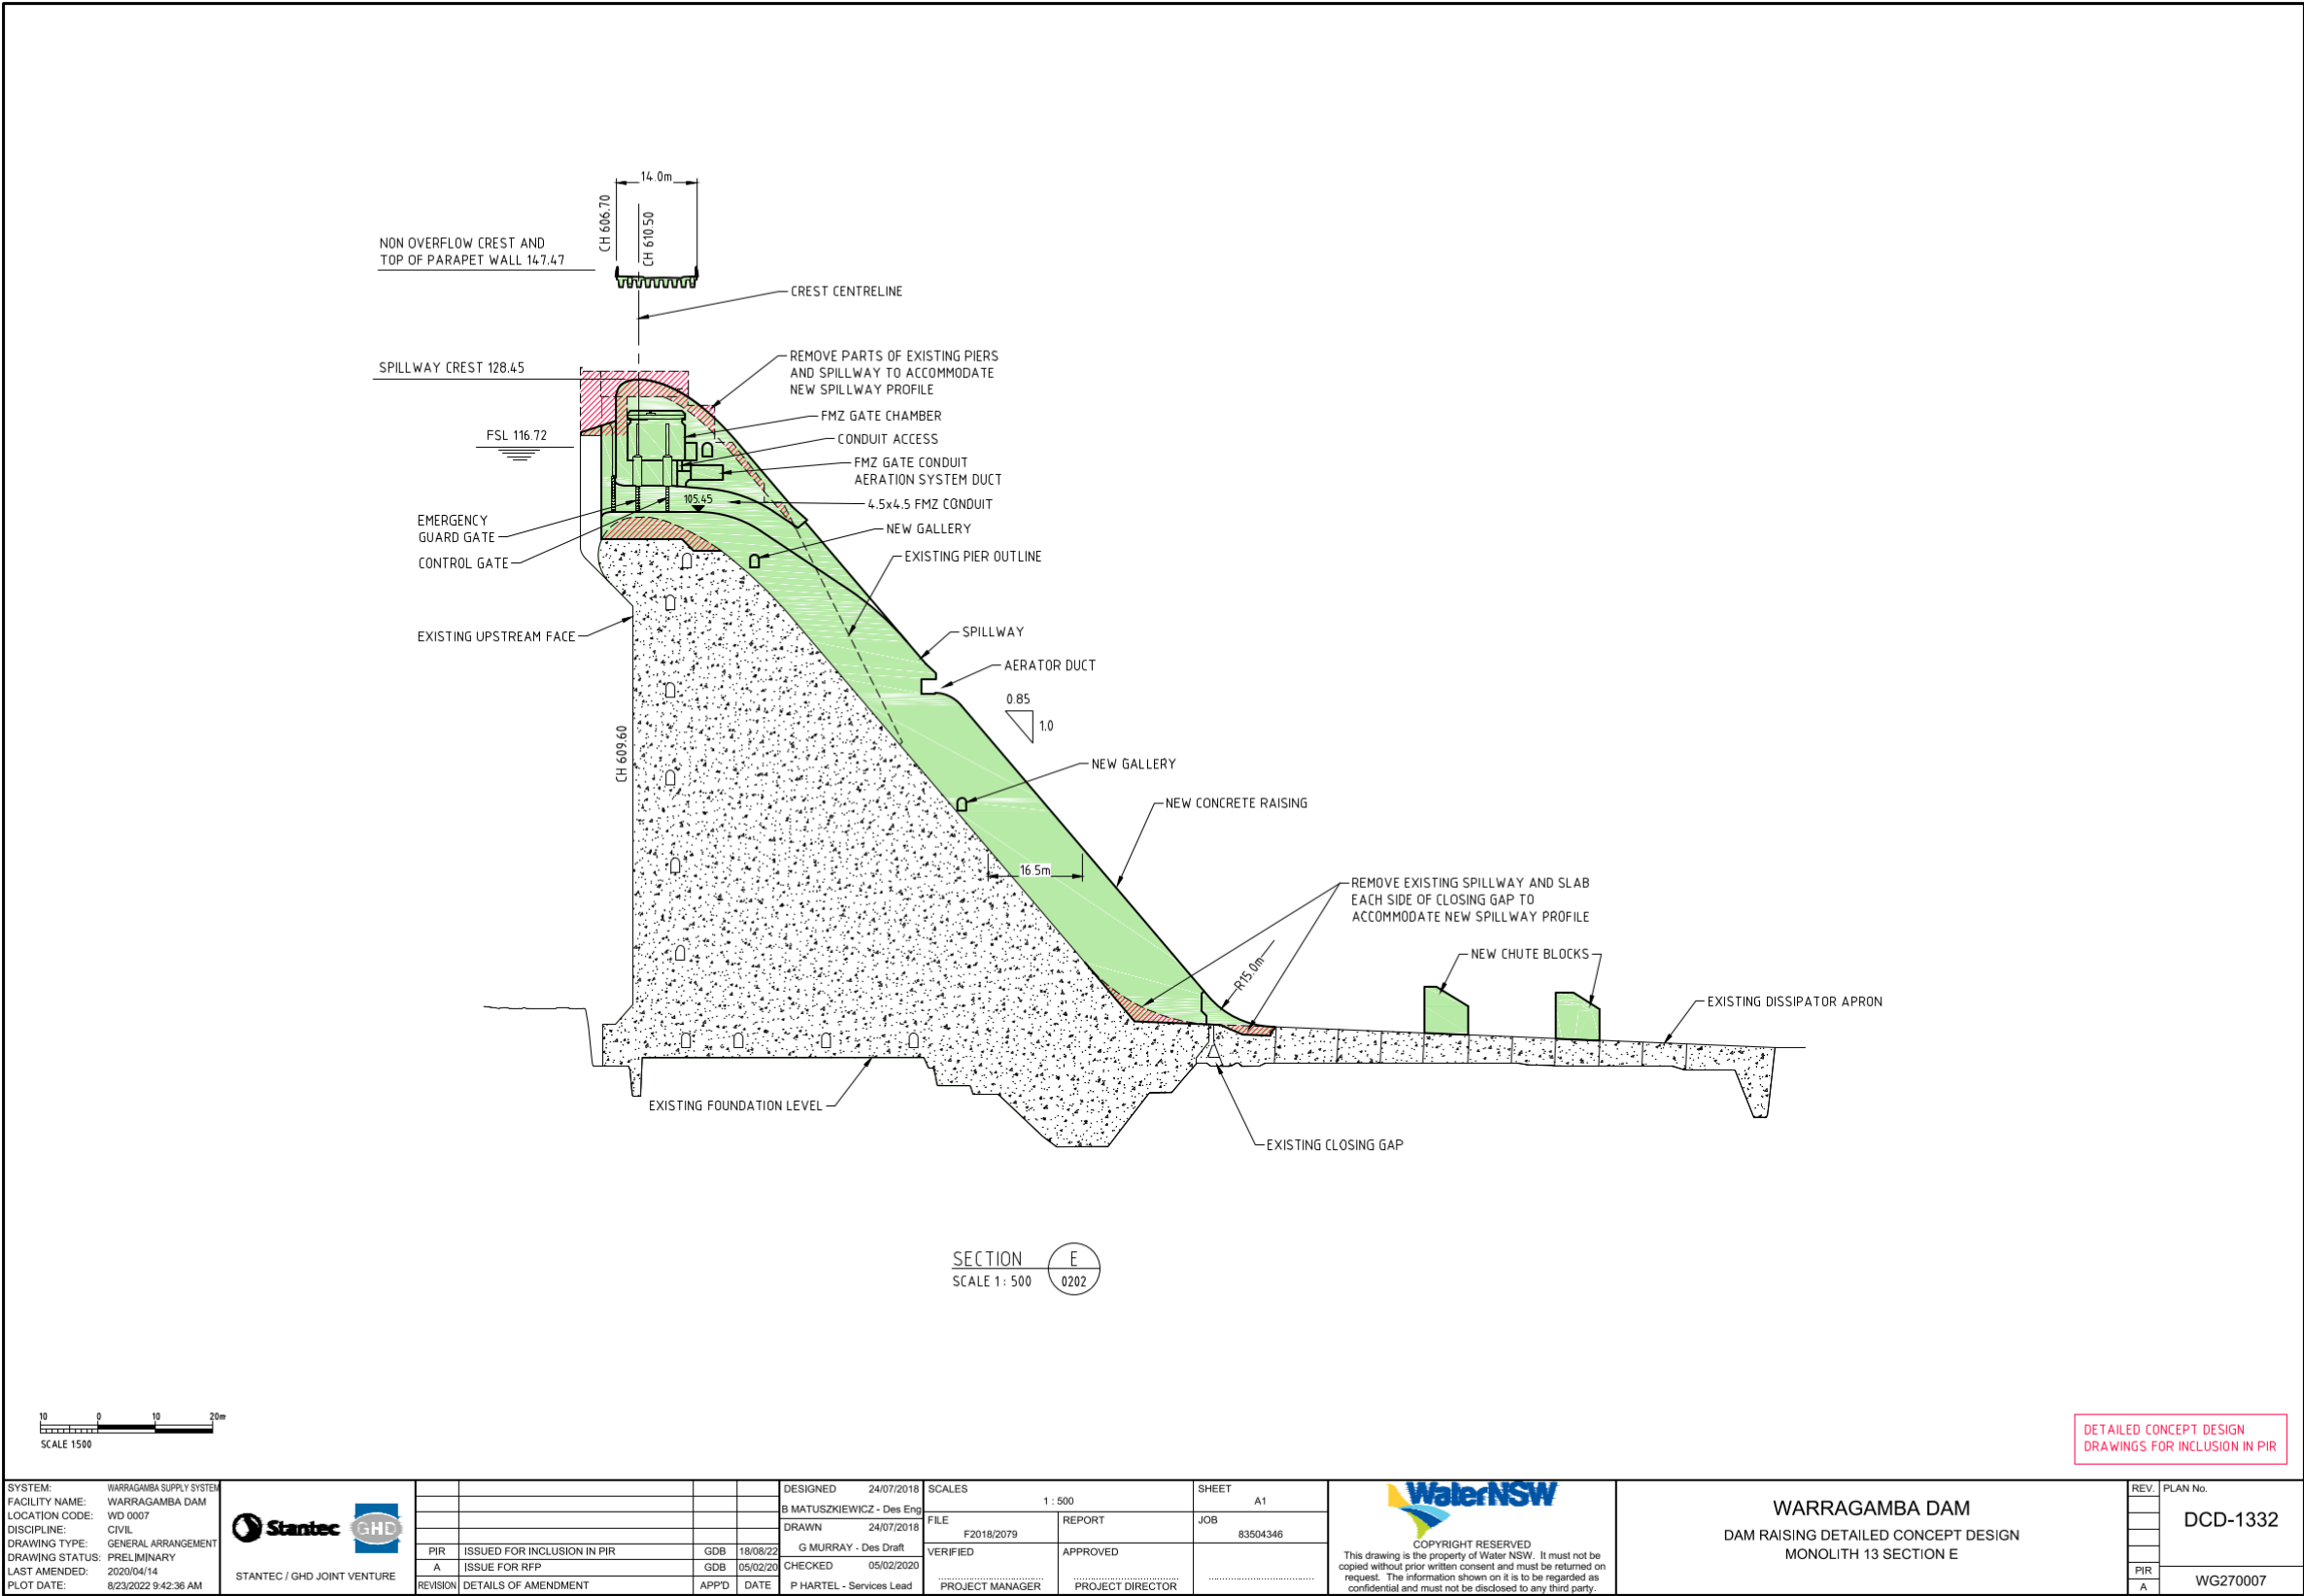 14.0m
CH 606.70
CH 610.50
NON OVERFLOW CREST AND
TOP OF PARAPET WALL 147.47
CREST CENTRELINE
SPILLWAY CREST 128.45
REMOVE PARTS OF EXISTING PIERS
AND SPILLWAY TO ACCOMMODATE
NEW SPILLWAY PROFILE
FMZ GATE CHAMBER
FSL 116.72
CONDUIT ACCESS
FMZ GATE CONDUIT
AERATION SYSTEM DUCT
105.45
4.5x4.5 FMZ CONDUIT
EMERGENCY
GUARD GATE
NEW GALLERY
CONTROL GATE
EXISTING PIER OUTLINE
EXISTING UPSTREAM FACE
SPILLWAY
AERATOR DUCT
0.85
1.0
CH 609.60
NEW GALLERY
NEW CONCRETE RAISING
16.5m
REMOVE EXISTING SPILLWAY AND SLAB
EACH SIDE OF CLOSING GAP TO
ACCOMMODATE NEW SPILLWAY PROFILE
R15.0m
NEW CHUTE BLOCKS
EXISTING DISSIPATOR APRON
EXISTING FOUNDATION LEVEL
EXISTING CLOSING GAP
SECTION E
SCALE 1 : 500 0202
10 0 10 20m
SCALE 1:500
DETAILED CONCEPT DESIGN
DRAWINGS FOR INCLUSION IN PIR
SYSTEM: WARRAGAMBA SUPPLY SYSTEM
FACILITY NAME: WARRAGAMBA DAM
LOCATION CODE: WD 0007
DISCIPLINE: CIVIL
DRAWING TYPE: GENERAL ARRANGEMENT
DRAWING STATUS: PRELIMINARY
LAST AMENDED: 2020/04/14
PLOT DATE: 8/23/2022 9:42:36 AM
Stantec GHD
STANTEC / GHD JOINT VENTURE
PIR ISSUED FOR INCLUSION IN PIR GDB 18/08/22
A ISSUE FOR RFP GDB 05/02/20
REVISION DETAILS OF AMENDMENT APP'D DATE
DESIGNED 24/07/2018
B MATUSZKIEWICZ - Des Eng
DRAWN 24/07/2018
G MURRAY - Des Draft
CHECKED 05/02/2020
P HARTEL - Services Lead
SCALES
1 : 500
SHEET
A1
FILE
F2018/2079
REPORT
JOB
83504346
VERIFIED
PROJECT MANAGER
APPROVED
PROJECT DIRECTOR
WaterNSW
COPYRIGHT RESERVED
This drawing is the property of Water NSW. It must not be
copied without prior written consent and must be returned on
request. The information shown on it is to be regarded as
confidential and must not be disclosed to any third party.
WARRAGAMBA DAM
DAM RAISING DETAILED CONCEPT DESIGN
MONOLITH 13 SECTION E
REV. PLAN No.
DCD-1332
PIR
A
WG270007